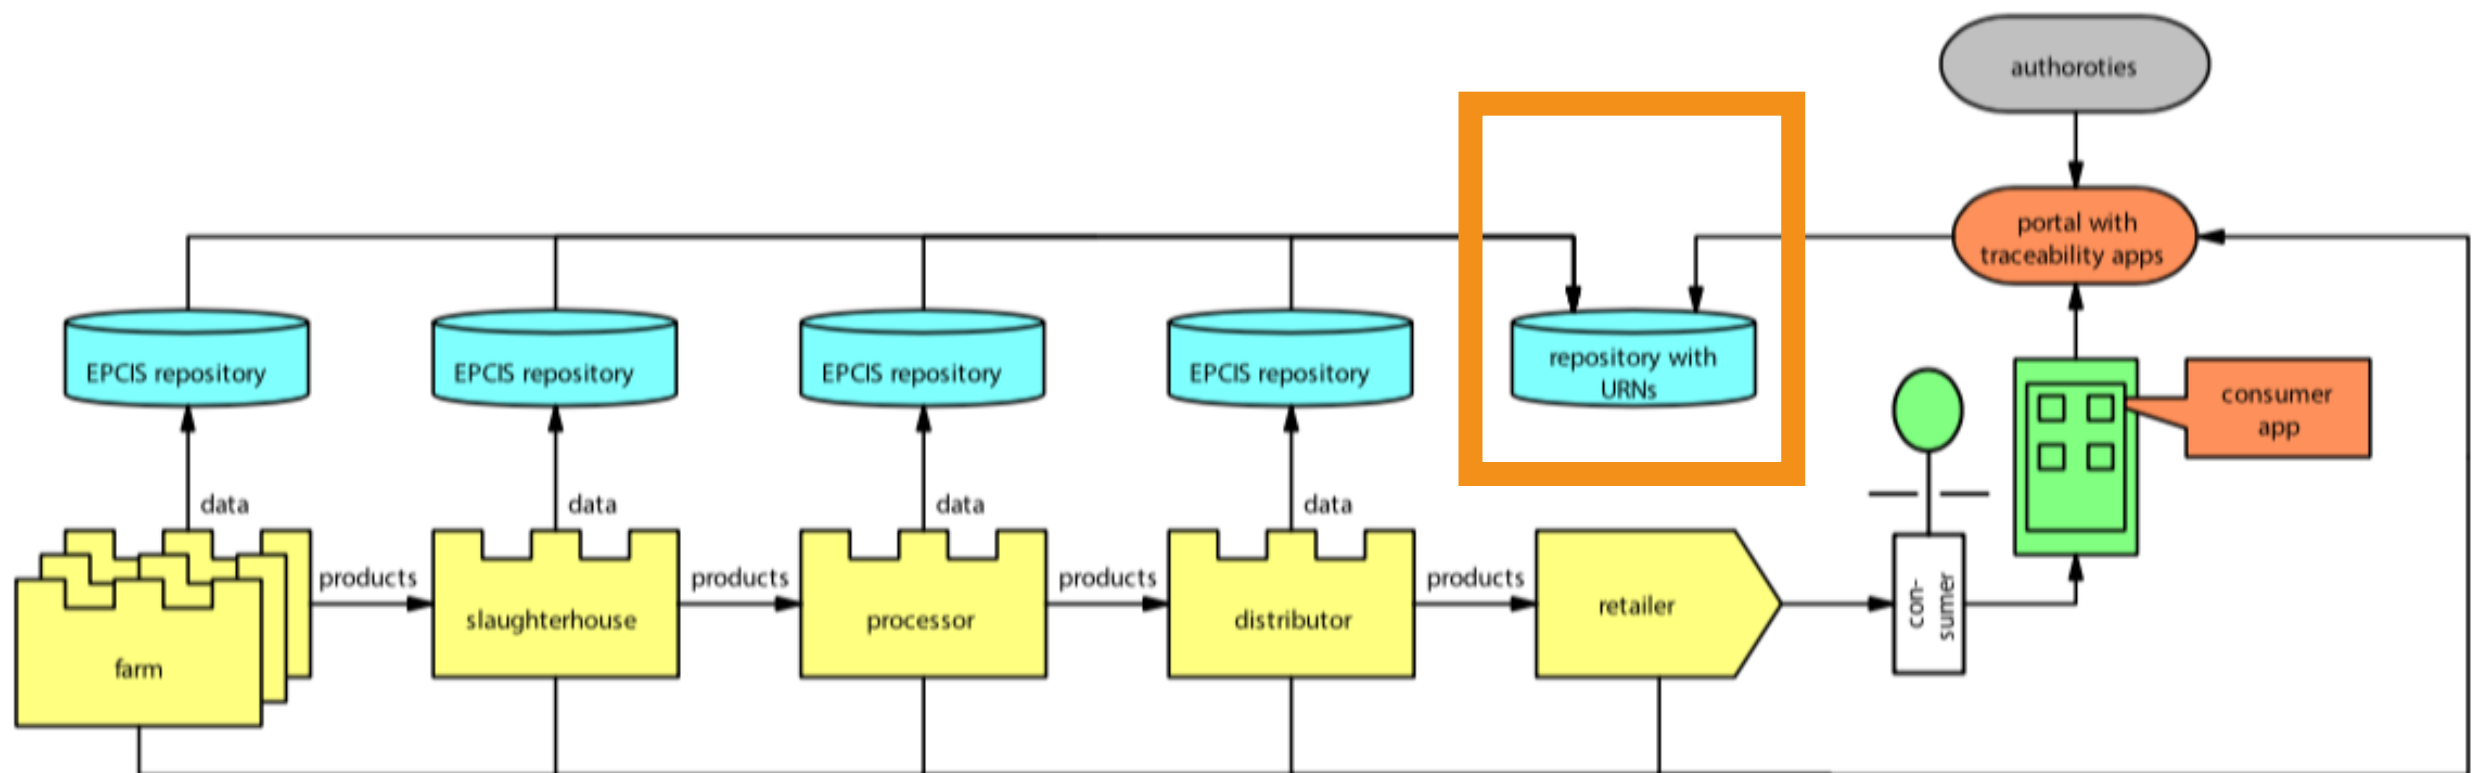 authoroties
portal with
traceability apps
EPCIS repository
EPCIS repository
EPCIS repository
EPCIS repository
repository with
URNs
consumer
app
data
data
data
data
products
products
products
products
farm
slaughterhouse
processor
distributor
retailer
con-
sumer